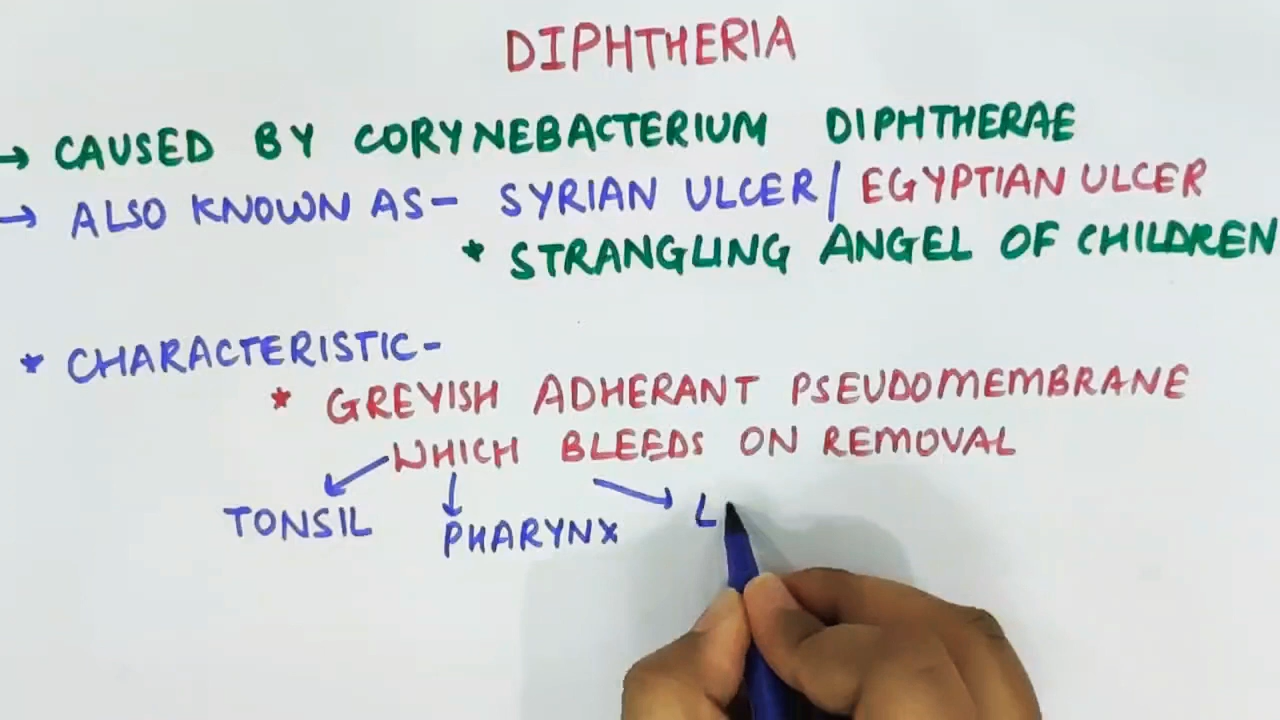 DIPHTHERIA
→ CAUSED BY CORYNEBACTERIUM DIPHTHERAE
→ ALSO KNOWN AS- SYRIAN ULCER/EGYPTIAN ULCER
* STRANGLING ANGEL OF CHILDREN
* CHARACTERISTIC-
* GREYISH ADHERANT PSEUDOMEMBRANE
WHICH BLEEDS ON REMOVAL
TONSIL PHARYNX L